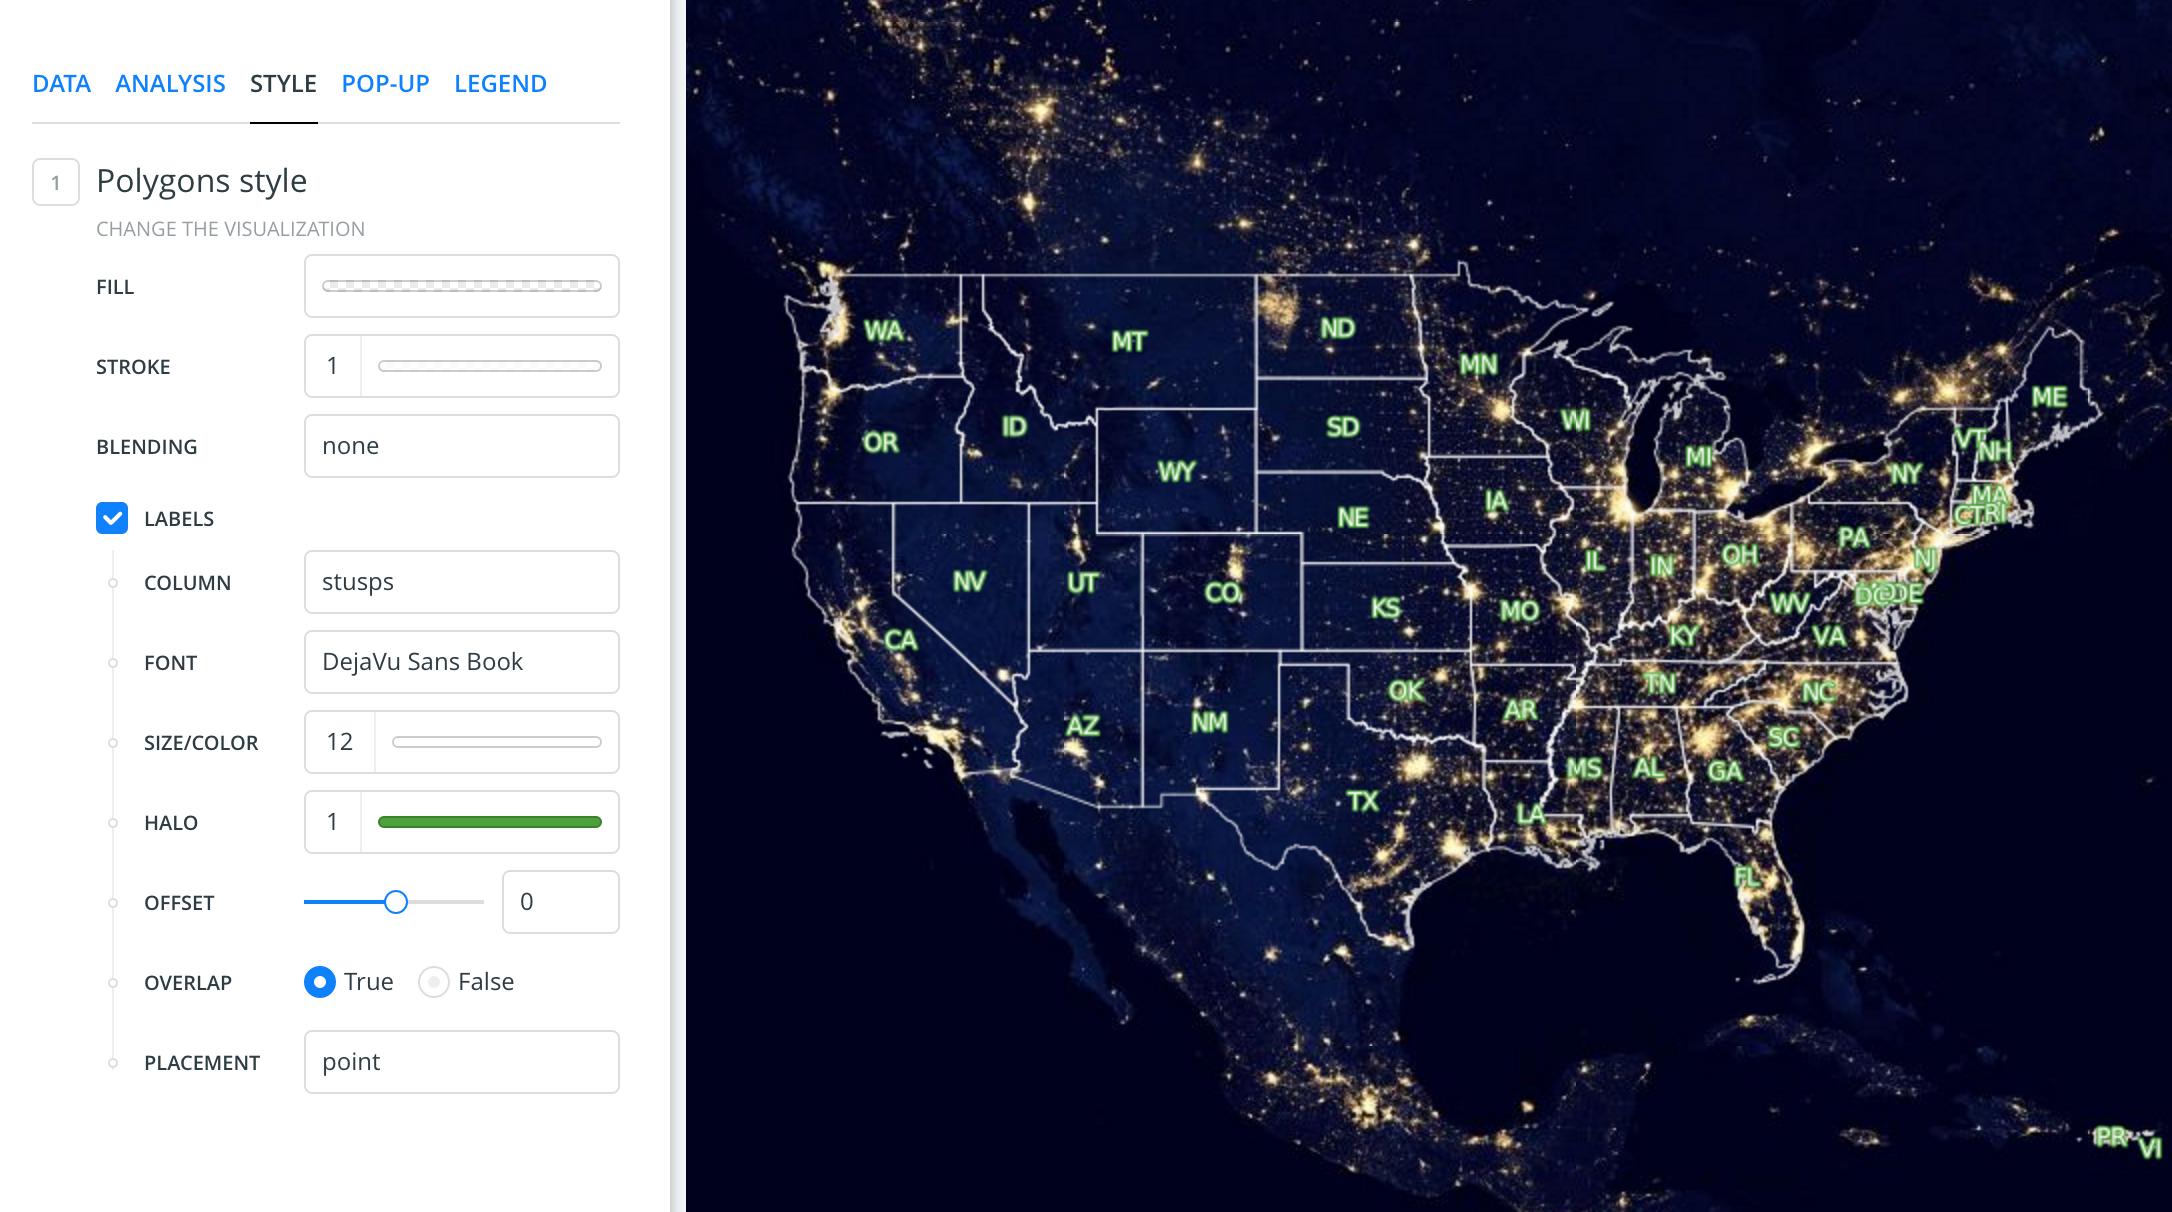 DATA ANALYSIS STYLE POP-UP LEGEND
1 Polygons style
CHANGE THE VISUALIZATION
FILL
STROKE 1
BLENDING none
LABELS
COLUMN stusps
FONT DejaVu Sans Book
SIZE/COLOR 12
HALO 1
OFFSET 0
OVERLAP True False
PLACEMENT point
WA
MT
ND
MN
OR
ID
SD
WI
ME
VT
NH
WY
MI
NY
NE
IA
MA
CT
RI
NV
UT
CO
IL
IN
OH
PA
NJ
KS
MO
WV
DC
DE
CA
KY
VA
AZ
NM
OK
AR
TN
NC
SC
TX
LA
MS
AL
GA
FL
PR
VI